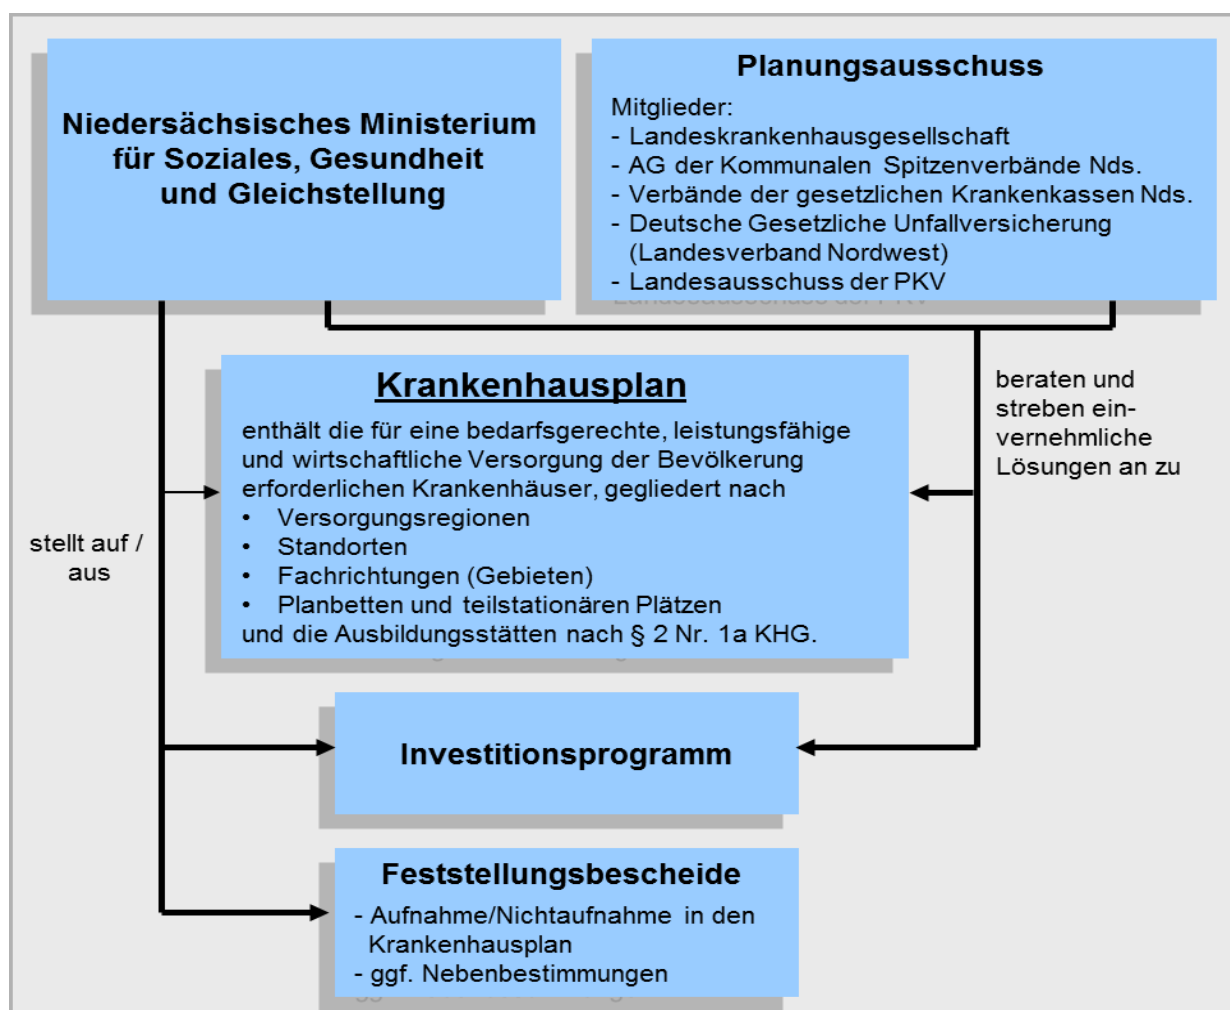 Niedersächsisches Ministerium
für Soziales, Gesundheit
und Gleichstellung
Planungsausschuss
Mitglieder:
- Landeskrankenhausgesellschaft
- AG der Kommunalen Spitzenverbände Nds.
- Verbände der gesetzlichen Krankenkassen Nds.
- Deutsche Gesetzliche Unfallversicherung
(Landesverband Nordwest)
- Landesausschuss der PKV
Krankenhausplan
enthält die für eine bedarfsgerechte, leistungsfähige
und wirtschaftliche Versorgung der Bevölkerung
erforderlichen Krankenhäuser, gegliedert nach
• Versorgungsregionen
• Standorten
• Fachrichtungen (Gebieten)
• Planbetten und teilstationären Plätzen
und die Ausbildungsstätten nach § 2 Nr. 1a KHG.
beraten und
streben ein-
vernehmliche
Lösungen an zu
stellt auf /
aus
Investitionsprogramm
Feststellungsbescheide
- Aufnahme/Nichtaufnahme in den
Krankenhausplan
- ggf. Nebenbestimmungen